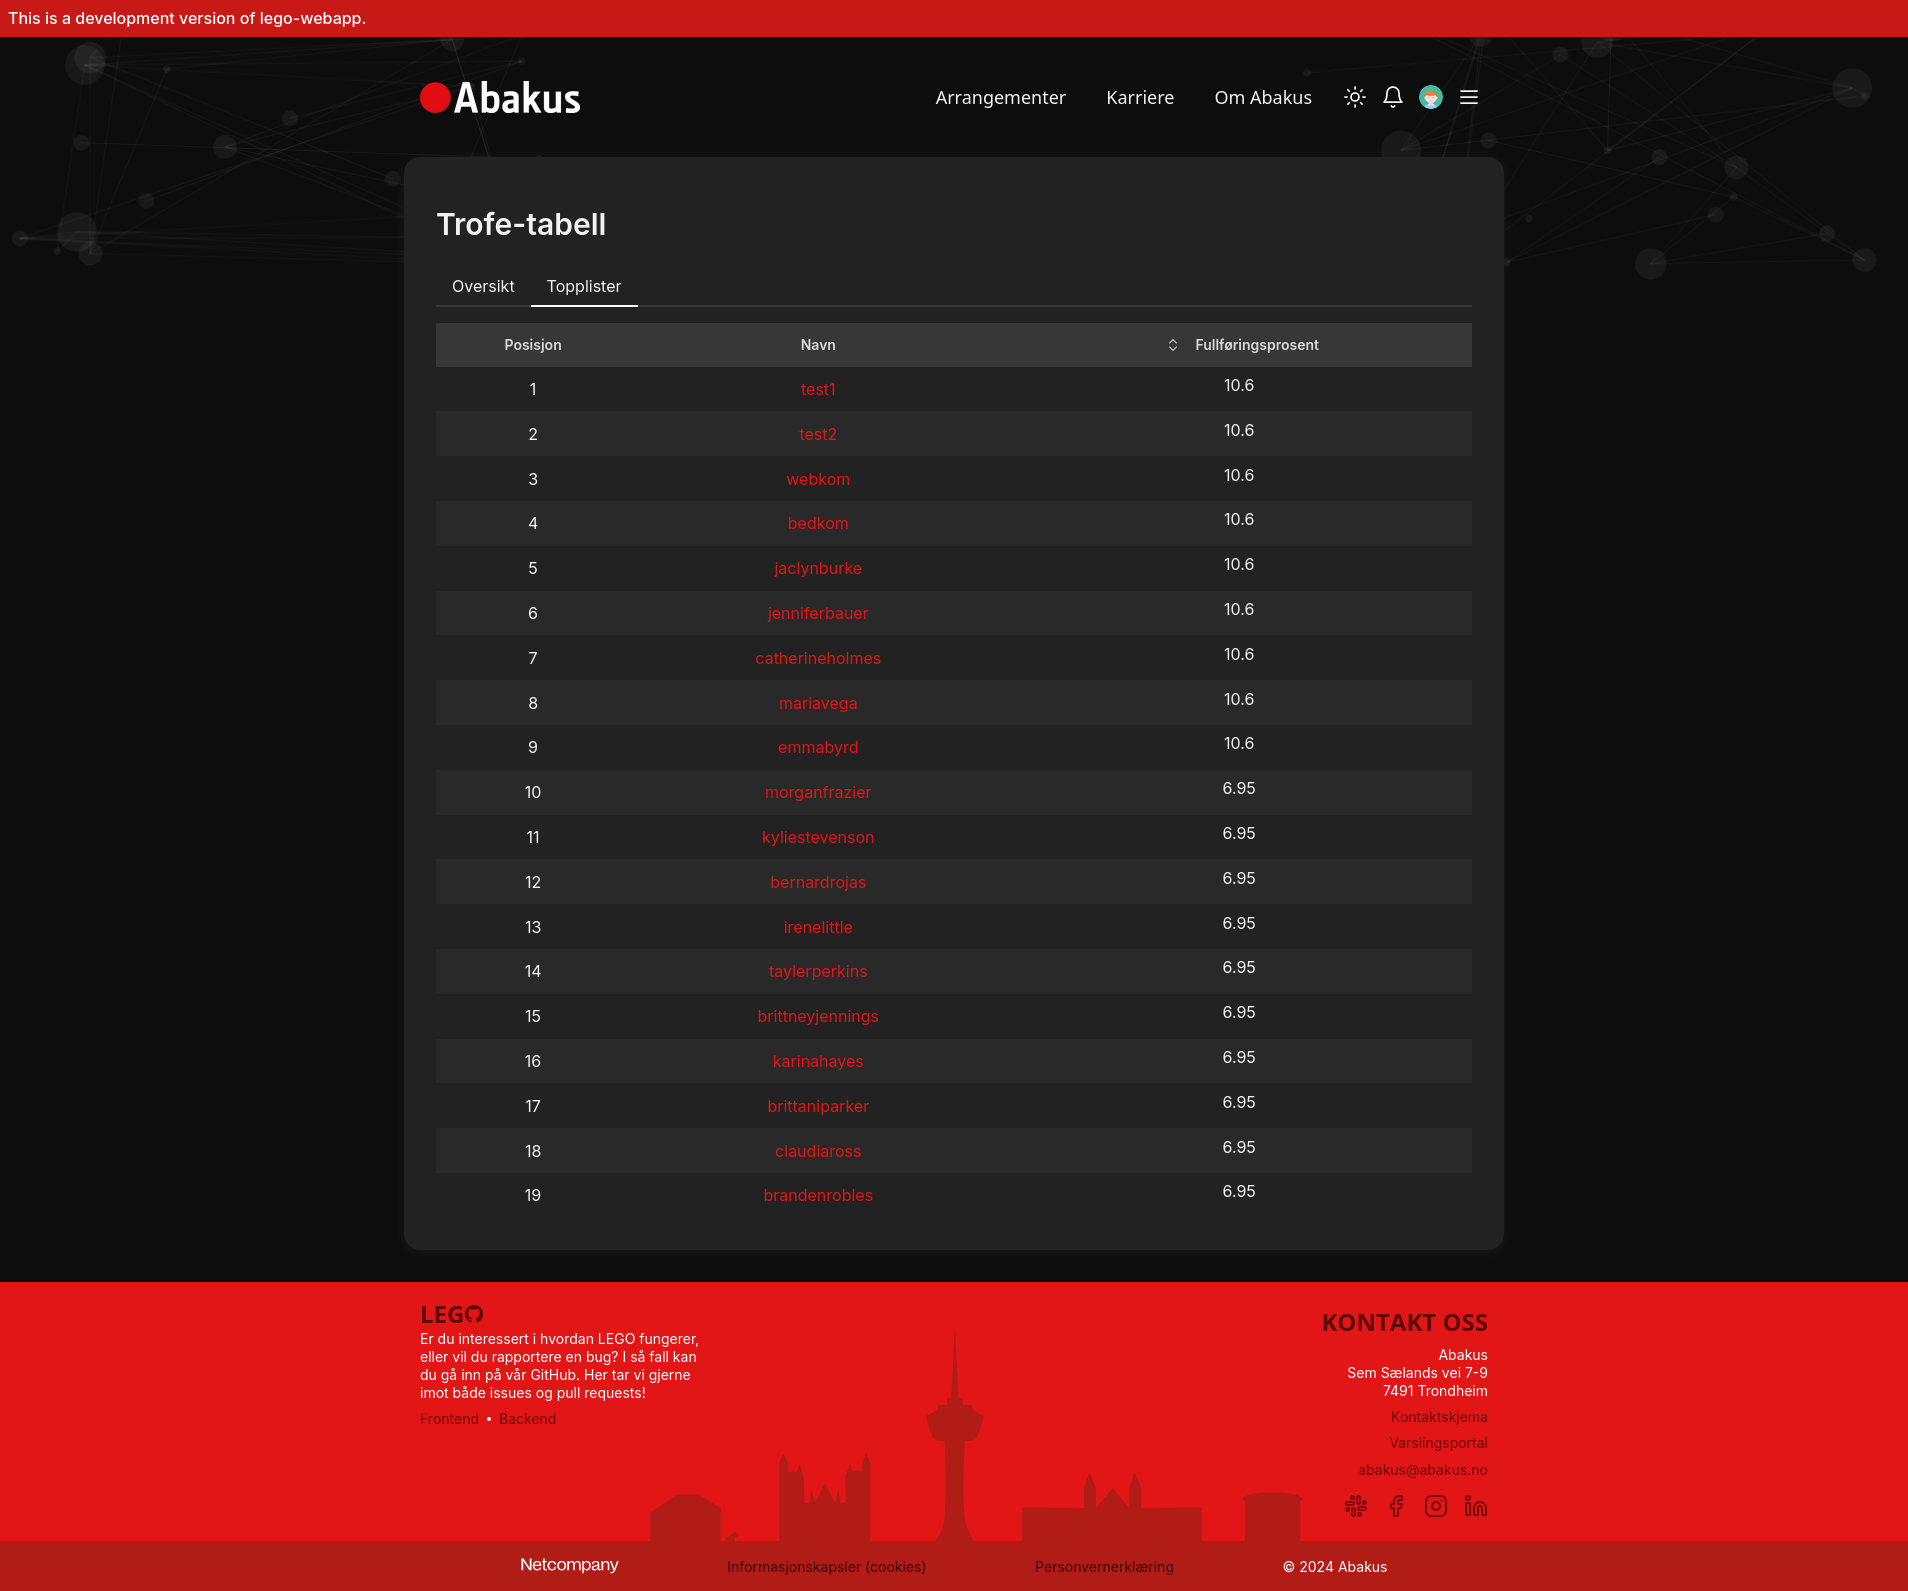 This is a development version of lego-webapp.
Abakus Arrangementer Karriere Om Abakus
Trofe-tabell
Oversikt Topplister
Posisjon Navn Fullføringsprosent
1 test1 10.6
2 test2 10.6
3 webkom 10.6
4 bedkom 10.6
5 jaclynburke 10.6
6 jenniferbauer 10.6
7 catherineholmes 10.6
8 mariavega 10.6
9 emmabyrd 10.6
10 morganfrazier 6.95
11 kyliestevenson 6.95
12 bernardrojas 6.95
13 irenelittle 6.95
14 taylerperkins 6.95
15 brittneyjennings 6.95
16 karinahayes 6.95
17 brittaniparker 6.95
18 claudiaross 6.95
19 brandenrobles 6.95
LEGO
Er du interessert i hvordan LEGO fungerer,
eller vil du rapportere en bug? I så fall kan
du gå inn på vår GitHub. Her tar vi gjerne
imot både issues og pull requests!
Frontend • Backend
KONTAKT OSS
Abakus
Sem Sælands vei 7-9
7491 Trondheim
Kontaktskjema
Varslingsportal
abakus@abakus.no
Netcompany Informasjonskapsler (cookies) Personvernerklæring © 2024 Abakus